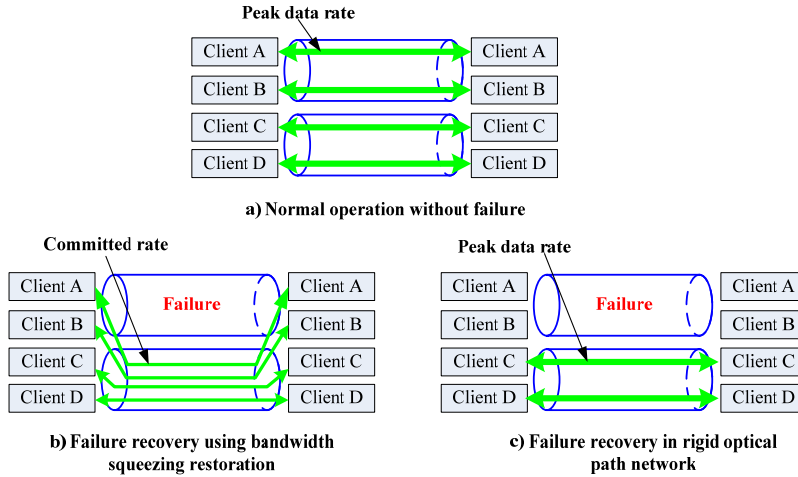 Peak data rate
Client A
Client A
Client B
Client B
Client C
Client C
Client D
Client D
a) Normal operation without failure
Committed rate
Client A
Failure
Client A
Client B
Client B
Client C
Client C
Client D
Client D
b) Failure recovery using bandwidth
squeezing restoration
Peak data rate
Client A
Failure
Client A
Client B
Client B
Client C
Client C
Client D
Client D
c) Failure recovery in rigid optical
path network